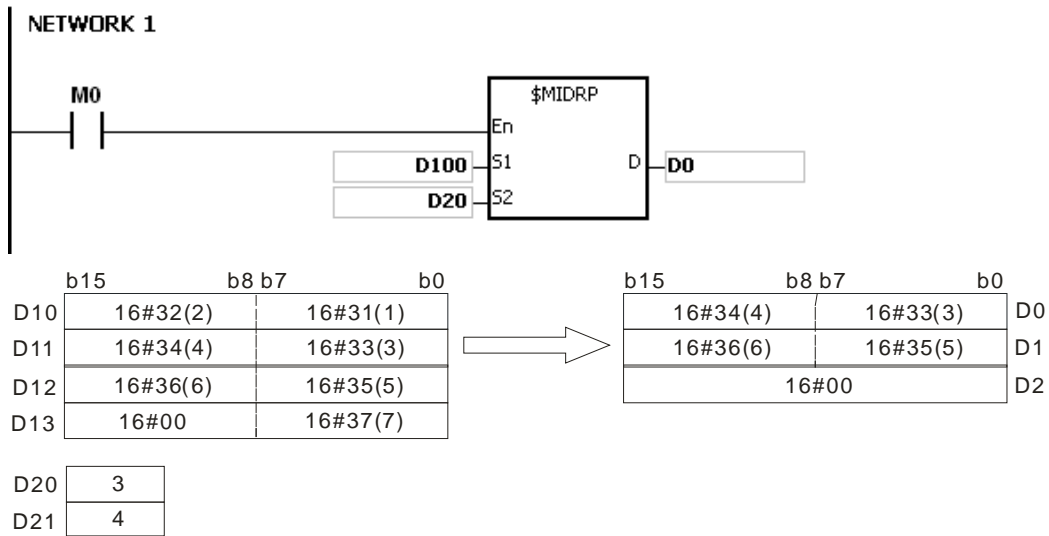 NETWORK 1
M0
$MIDRP
En
D100 S1 D D0
D20 S2
b15 b8 b7 b0
D10 16#32(2) 16#31(1)
D11 16#34(4) 16#33(3)
D12 16#36(6) 16#35(5)
D13 16#00 16#37(7)
b15 b8 b7 b0
16#34(4) 16#33(3) D0
16#36(6) 16#35(5) D1
16#00 D2
D20 3
D21 4